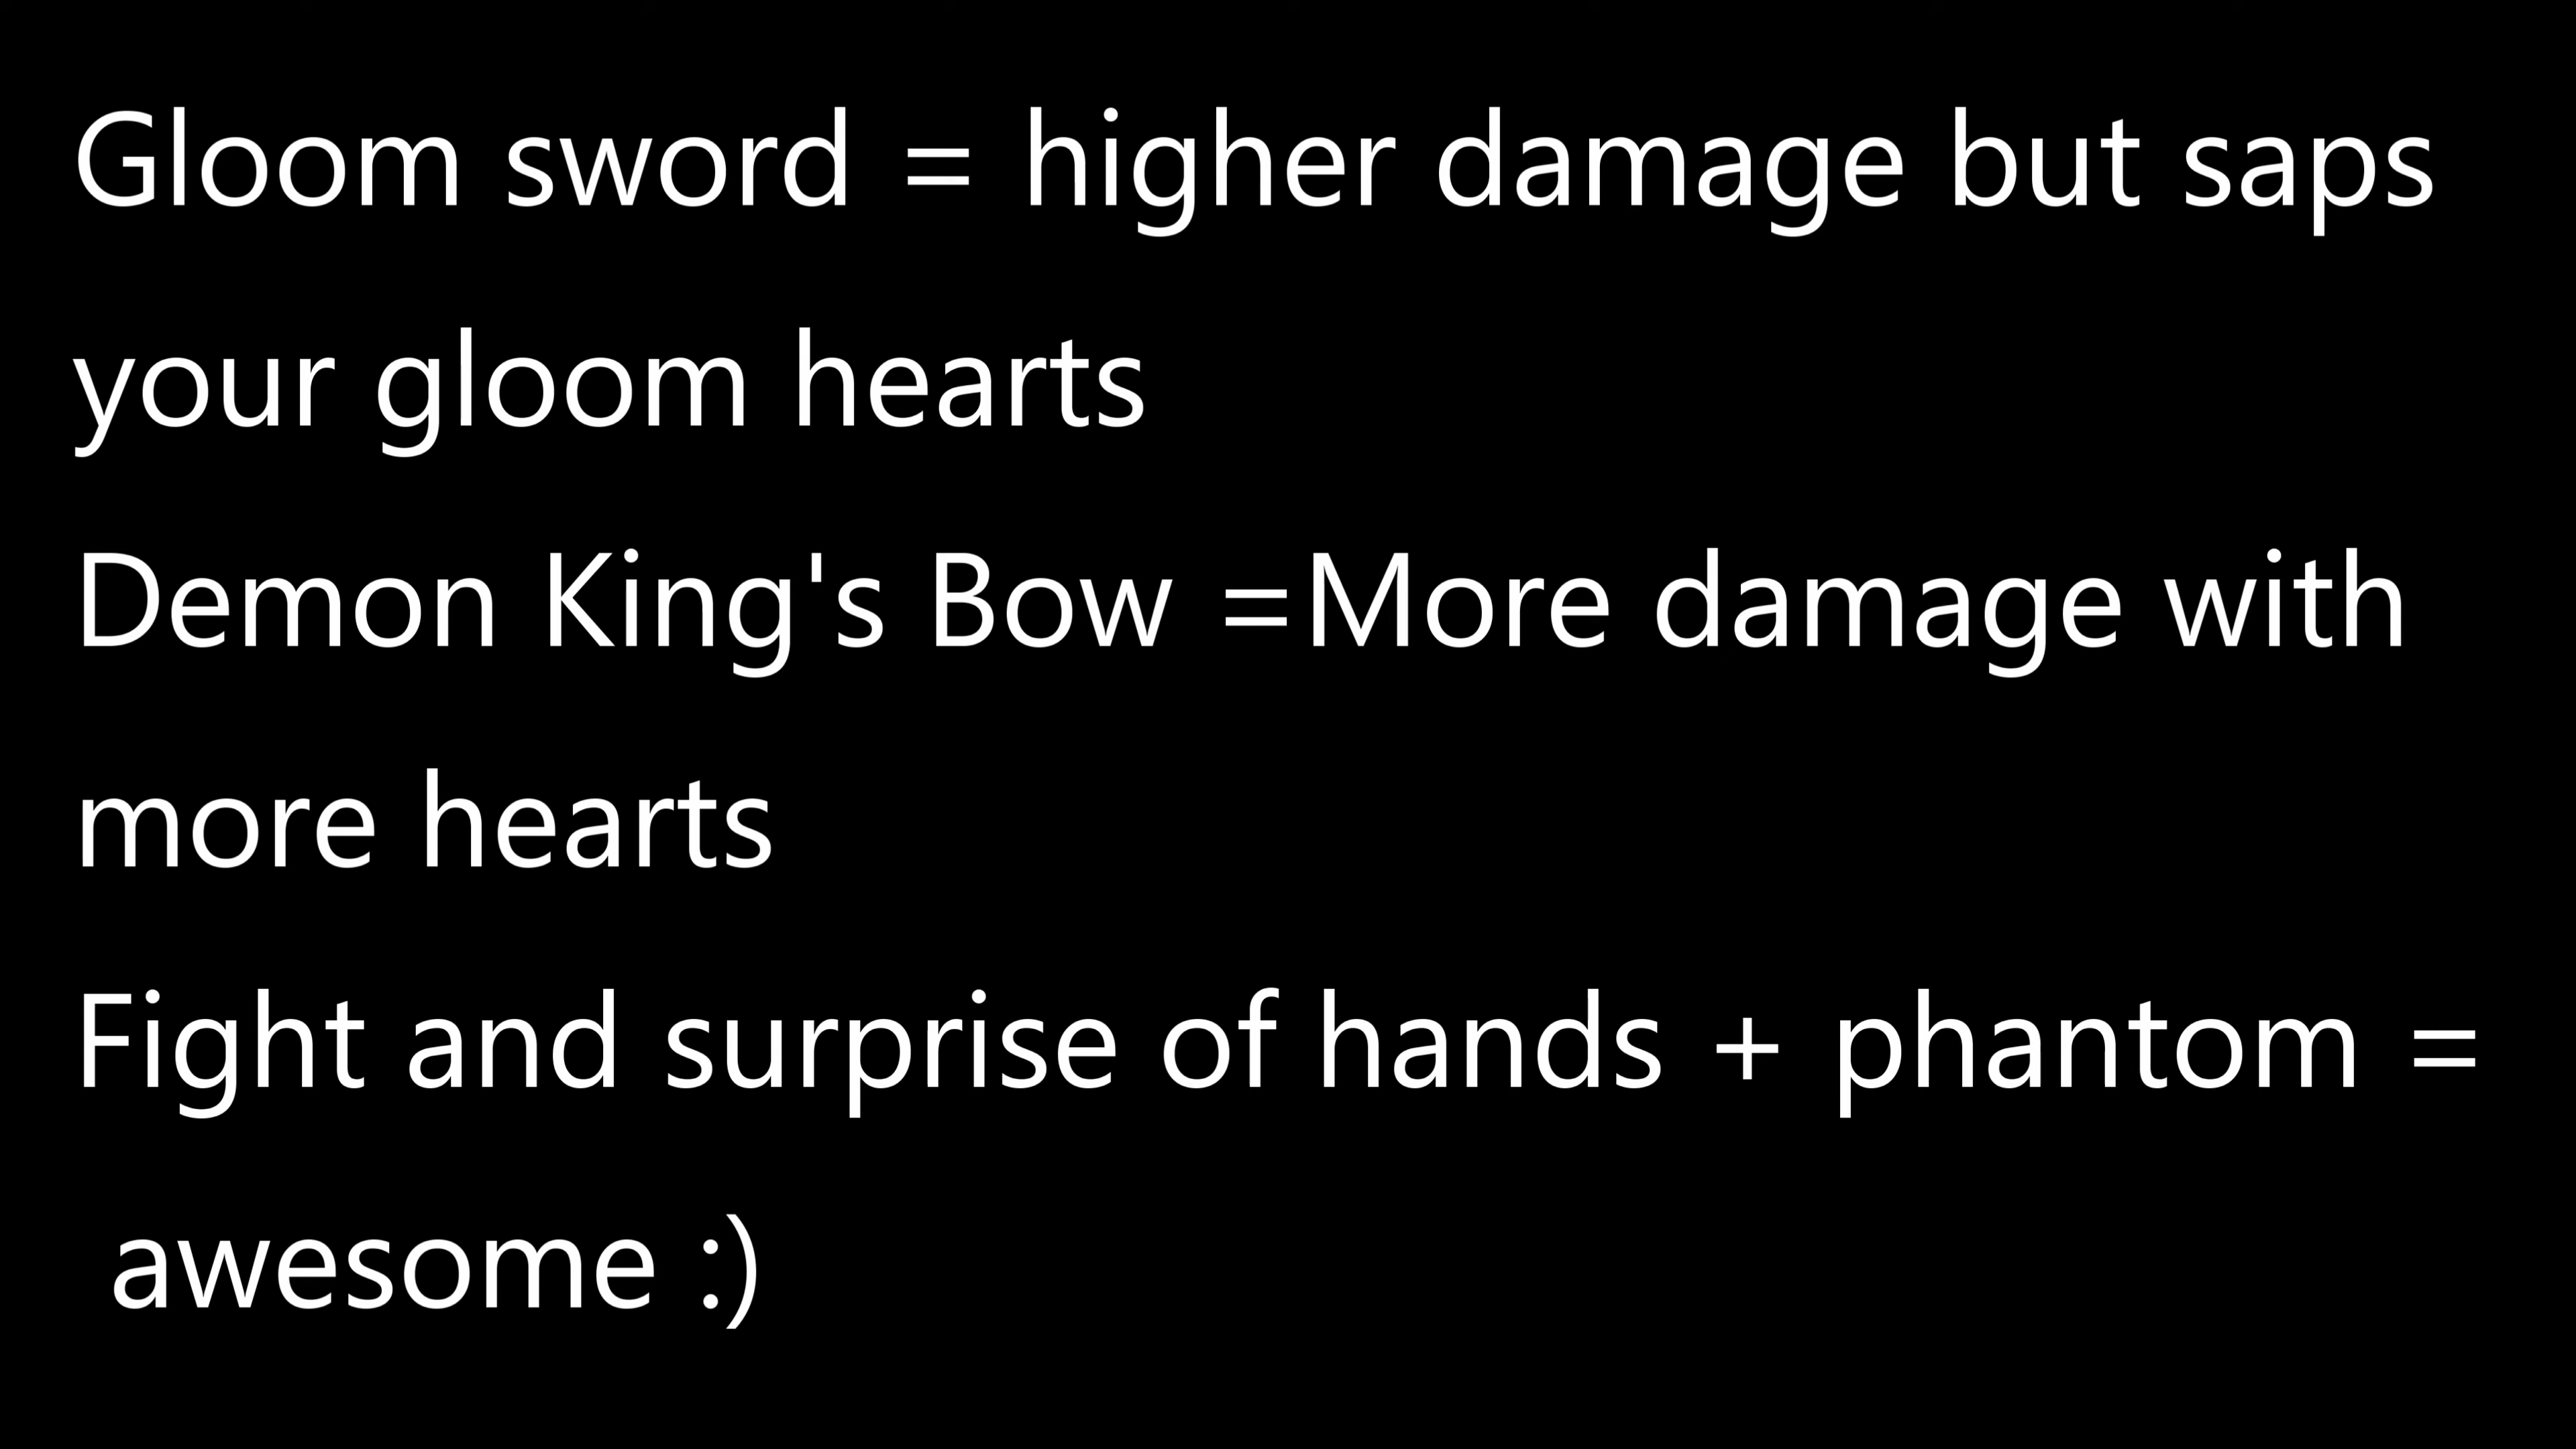 Gloom sword = higher damage but saps
your gloom hearts
Demon King's Bow =More damage with
more hearts
Fight and surprise of hands + phantom =
awesome :)